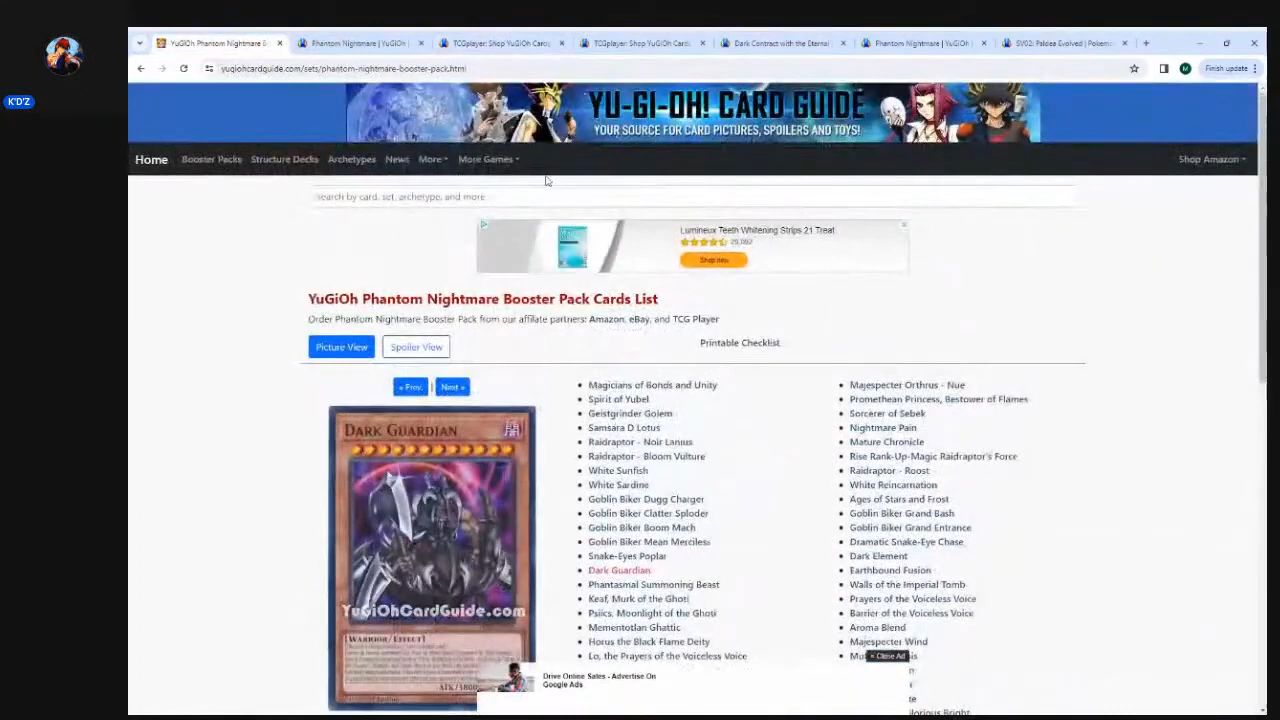 YuGiOh Phantom Nightmare B
Phantom Nightmare | YuGiOh |
TCGplayer: Shop YuGiOh Cards,
TCGplayer: Shop YuGiOh Cards,
Dark Contract with the Eternal
Phantom Nightmare | YuGiOh |
SV02: Paldea Evolved | Pokem
yugiohcardguide.com/sets/phantom-nightmare-booster-pack.html
M
Finish update
K'D'Z
YU-GI-OH! CARD GUIDE
YOUR SOURCE FOR CARD PICTURES, SPOILERS AND TOYS!
Home
Booster Packs
Structure Decks
Archetypes
News
More
More Games
Shop Amazon
search by card, set, archetype, and more
Lumineux Teeth Whitening Strips 21 Treat
Shop now
YuGiOh Phantom Nightmare Booster Pack Cards List
Order Phantom Nightmare Booster Pack from our affilate partners: Amazon, eBay, and TCG Player
Picture View
Spoiler View
Printable Checklist
« Prev
|
Next »
DARK GUARDIAN
YuGiOhCardGuide.com
[WARRIOR/EFFECT]
ATK/3800
Magicians of Bonds and Unity
Spirit of Yubel
Geistgrinder Golem
Samsara D Lotus
Raidraptor - Noir Lanius
Raidraptor - Bloom Vulture
White Sunfish
White Sardine
Goblin Biker Dugg Charger
Goblin Biker Clatter Sploder
Goblin Biker Boom Mach
Goblin Biker Mean Merciless
Snake-Eyes Poplar
Dark Guardian
Phantasmal Summoning Beast
Keaf, Murk of the Ghoti
Psiics, Moonlight of the Ghoti
Mementotlan Ghattic
Horus the Black Flame Deity
Lo, the Prayers of the Voiceless Voice
Majespecter Orthrus - Nue
Promethean Princess, Bestower of Flames
Sorcerer of Sebek
Nightmare Pain
Mature Chronicle
Rise Rank-Up-Magic Raidraptor's Force
Raidraptor - Roost
White Reincarnation
Ages of Stars and Frost
Goblin Biker Grand Bash
Goblin Biker Grand Entrance
Dramatic Snake-Eye Chase
Dark Element
Earthbound Fusion
Walls of the Imperial Tomb
Prayers of the Voiceless Voice
Barrier of the Voiceless Voice
Aroma Blend
Majespecter Wind
× Close Ad
Drive Online Sales - Advertise On
Google Ads